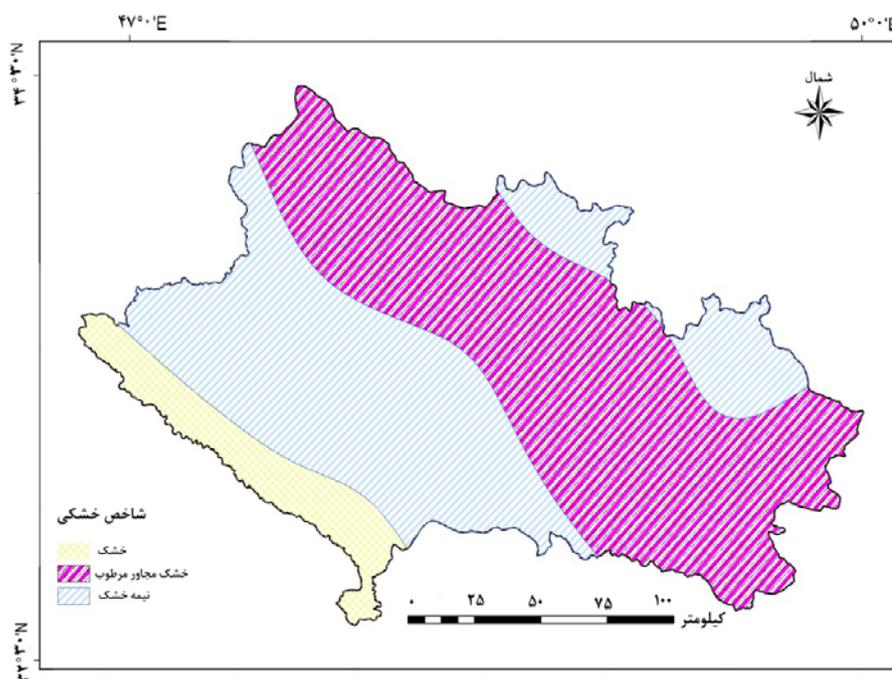 ۴۷°۰'E
۵۰°۰'E
۳۴°۳۰'N
شمال
شاخص خشکی
خشک
خشک مجاور مرطوب
نیمه خشک
۰ ۲۵ ۵۰ ۷۵ ۱۰۰
کیلومتر
۳۲°۳۰'N